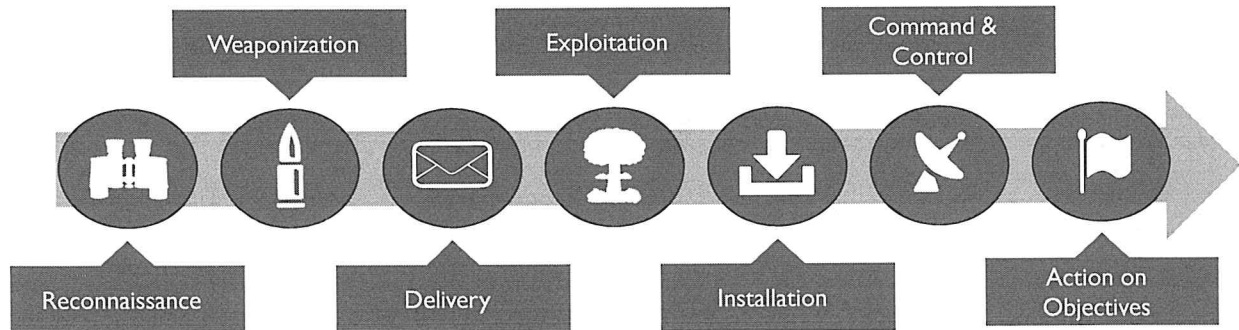 Reconnaissance
Weaponization
Delivery
Exploitation
Installation
Command &
Control
Action on
Objectives